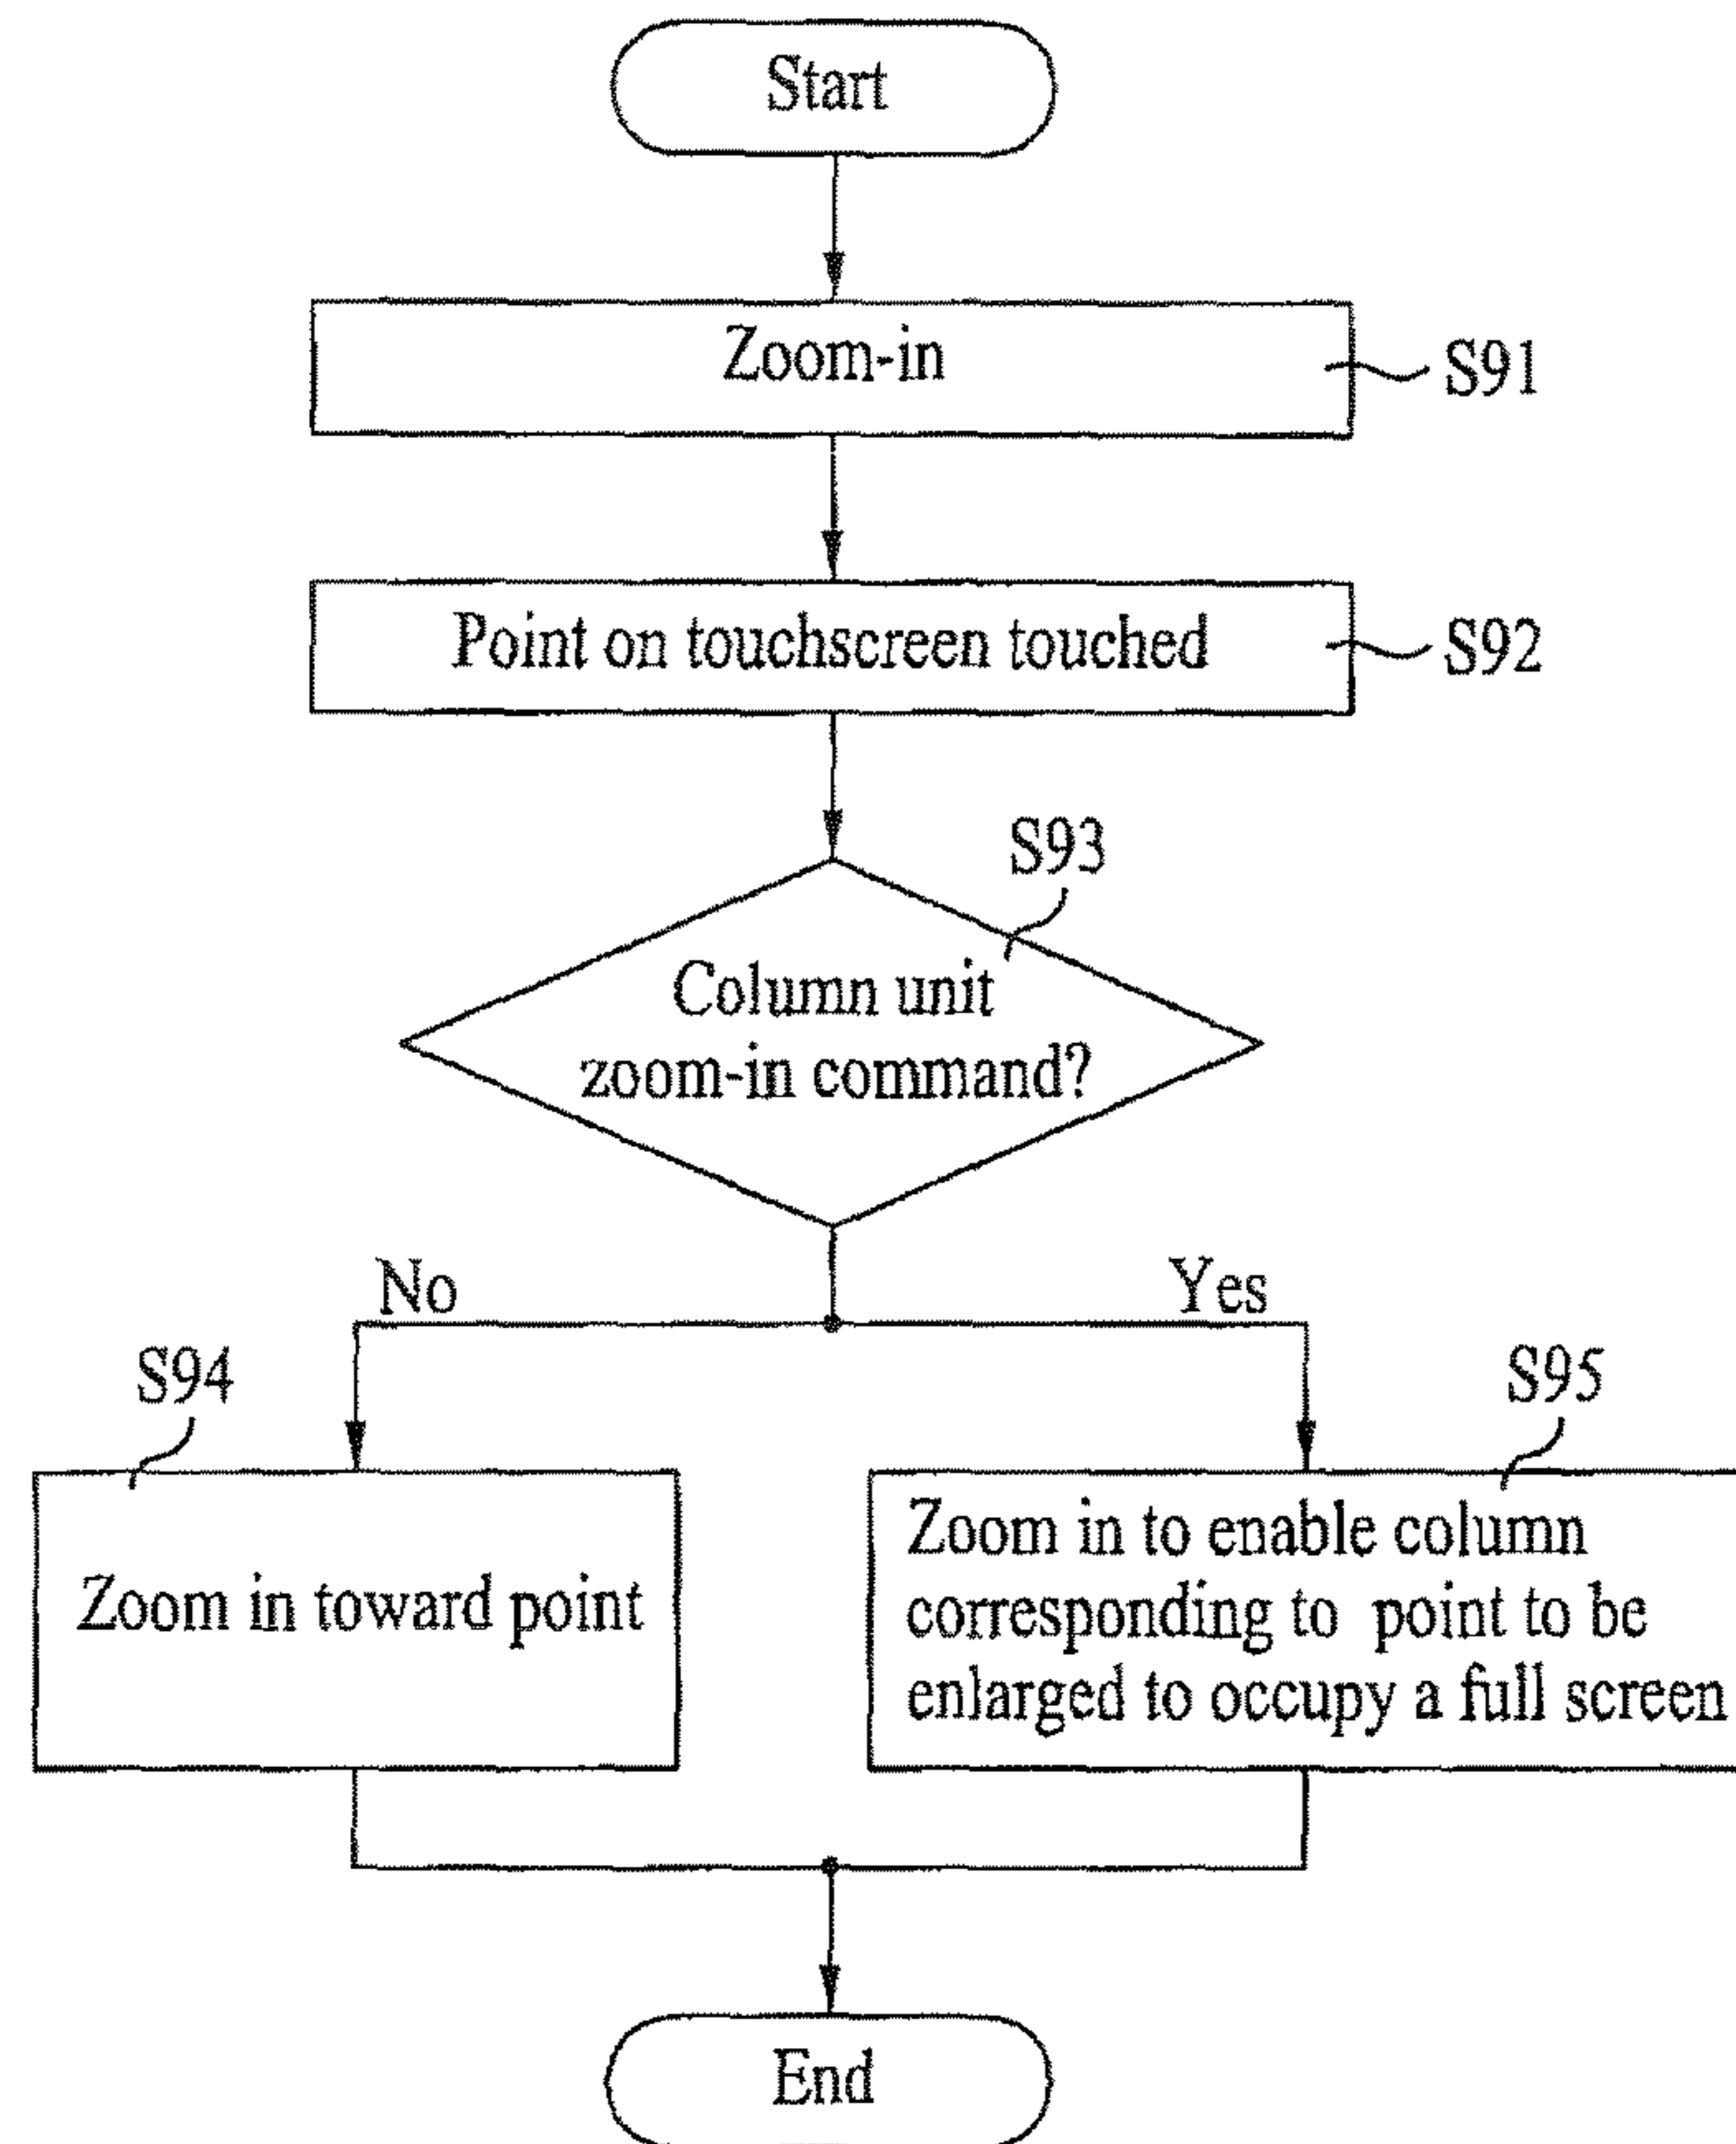 Start
Zoom-in
S91
Point on touchscreen touched
S92
S93
Column unit
zoom-in command?
No
Yes
S94
S95
Zoom in toward point
Zoom in to enable column
corresponding to point to be
enlarged to occupy a full screen
End